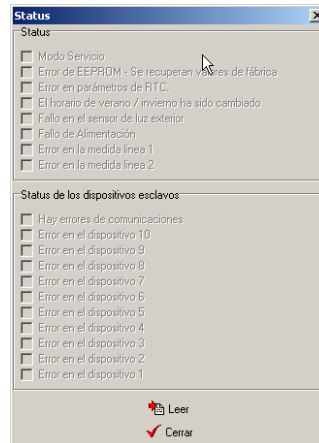 Status
Status
Modo Servicio
Error de EEPROM - Se recuperan valores de fábrica
Error en parámetros de RTC.
El horario de verano / invierno ha sido cambiado
Fallo en el sensor de luz exterior
Fallo de Alimentación
Error en la medida linea 1
Error en la medida linea 2
Status de los dispositivos esclavos
Hay errores de comunicaciones
Error en el dispositivo 10
Error en el dispositivo 9
Error en el dispositivo 8
Error en el dispositivo 7
Error en el dispositivo 6
Error en el dispositivo 5
Error en el dispositivo 4
Error en el dispositivo 3
Error en el dispositivo 2
Error en el dispositivo 1
Leer
Cerrar